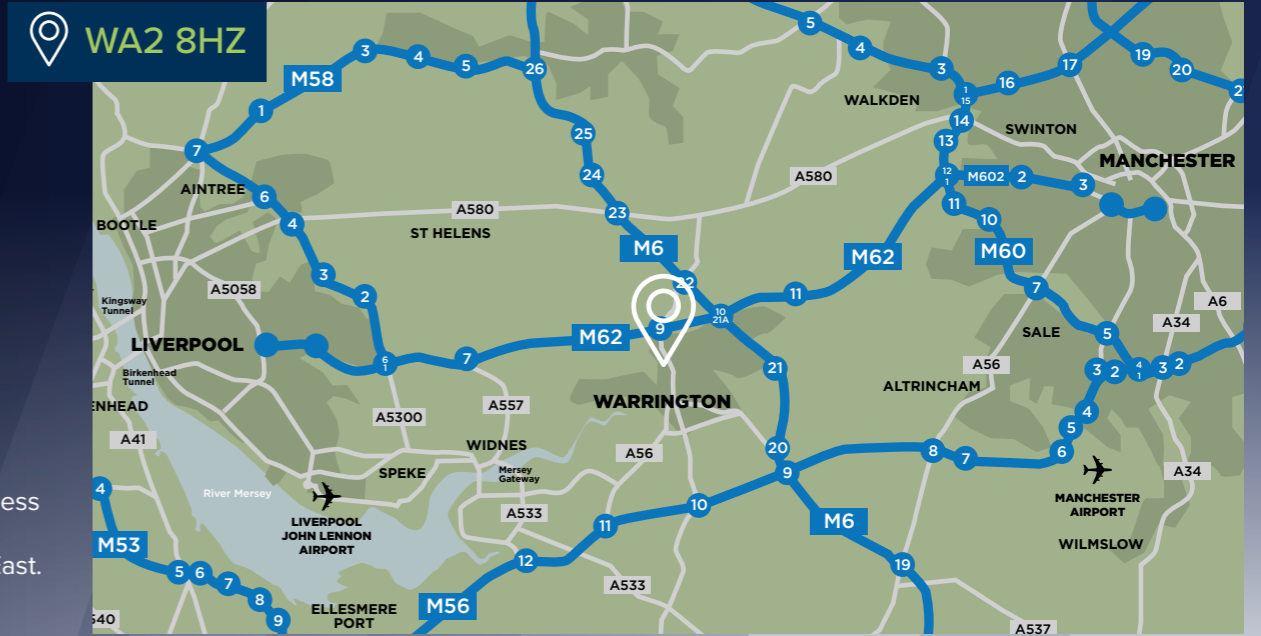 WA2 8HZ
5
4
3
1
15
16
17
19
20
3
4
5
26
M58
1
7
WALKDEN
14
SWINTON
13
MANCHESTER
25
24
12
1
M602
2
3
A580
AINTREE
6
4
A580
23
11
10
BOOTLE
ST HELENS
M6
M62
M60
3
2
A5058
22
11
7
A6
Kingsway
Tunnel
10
21A
A34
9
SALE
5
LIVERPOOL
M62
6
1
7
21
A56
3
2
4
1
3
2
Birkenhead
Tunnel
ALTRINCHAM
ENHEAD
A5300
A557
WARRINGTON
4
5
A41
WIDNES
A56
20
8
7
6
SPEKE
Mersey
Gateway
9
A34
4
River Mersey
10
MANCHESTER
AIRPORT
ess
A533
LIVERPOOL
JOHN LENNON
AIRPORT
11
M6
M53
WILMSLOW
East.
12
19
5
6
7
A533
8
ELLESMERE
PORT
M56
9
540
A537